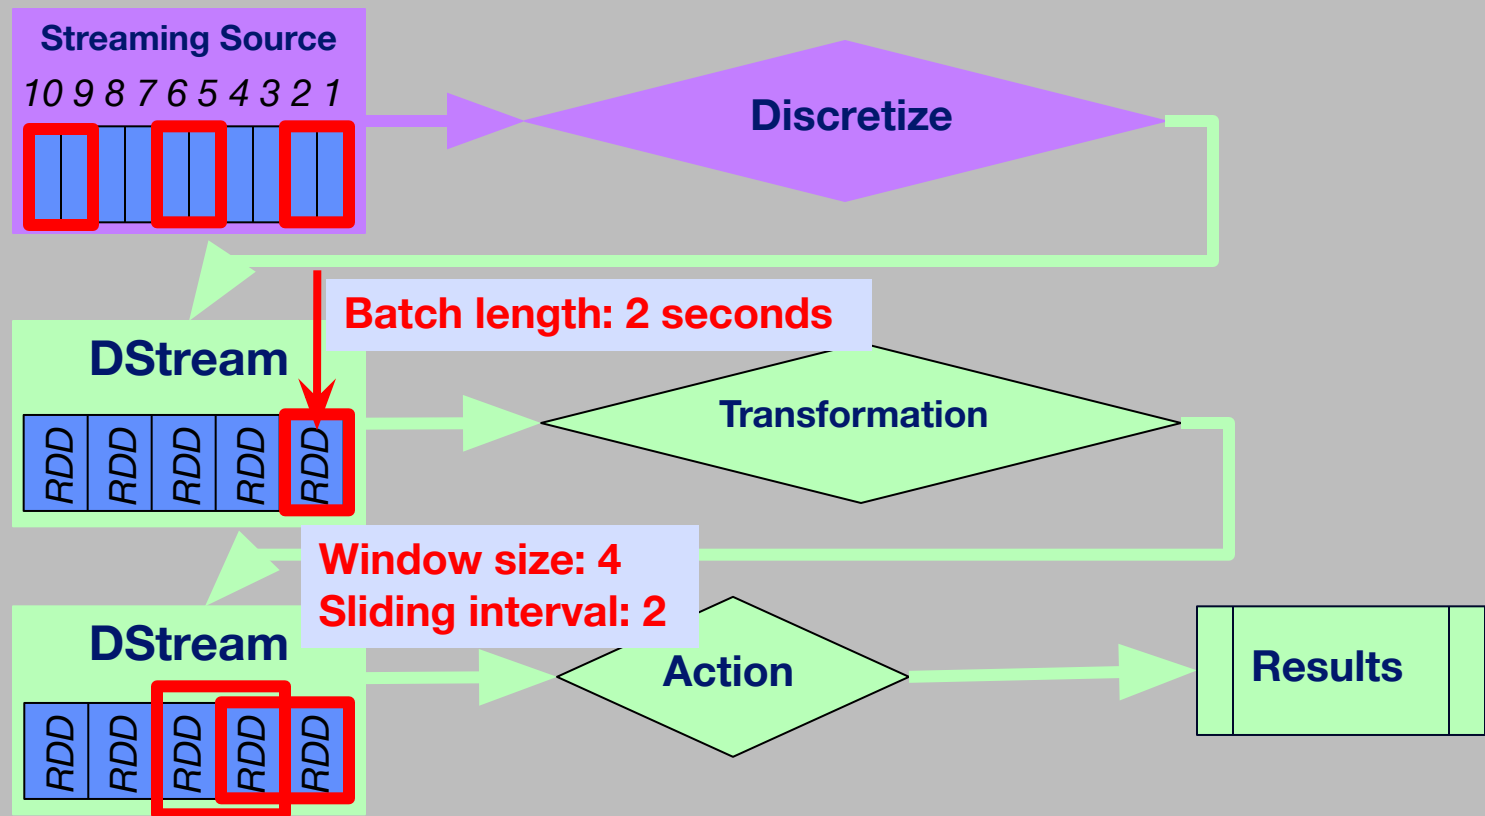 Streaming Source
10 9 8 7 6 5 4 3 2 1
Discretize
Batch length: 2 seconds
DStream
RDD RDD RDD RDD RDD
Transformation
Window size: 4
Sliding interval: 2
DStream
RDD RDD RDD RDD RDD
Action
Results